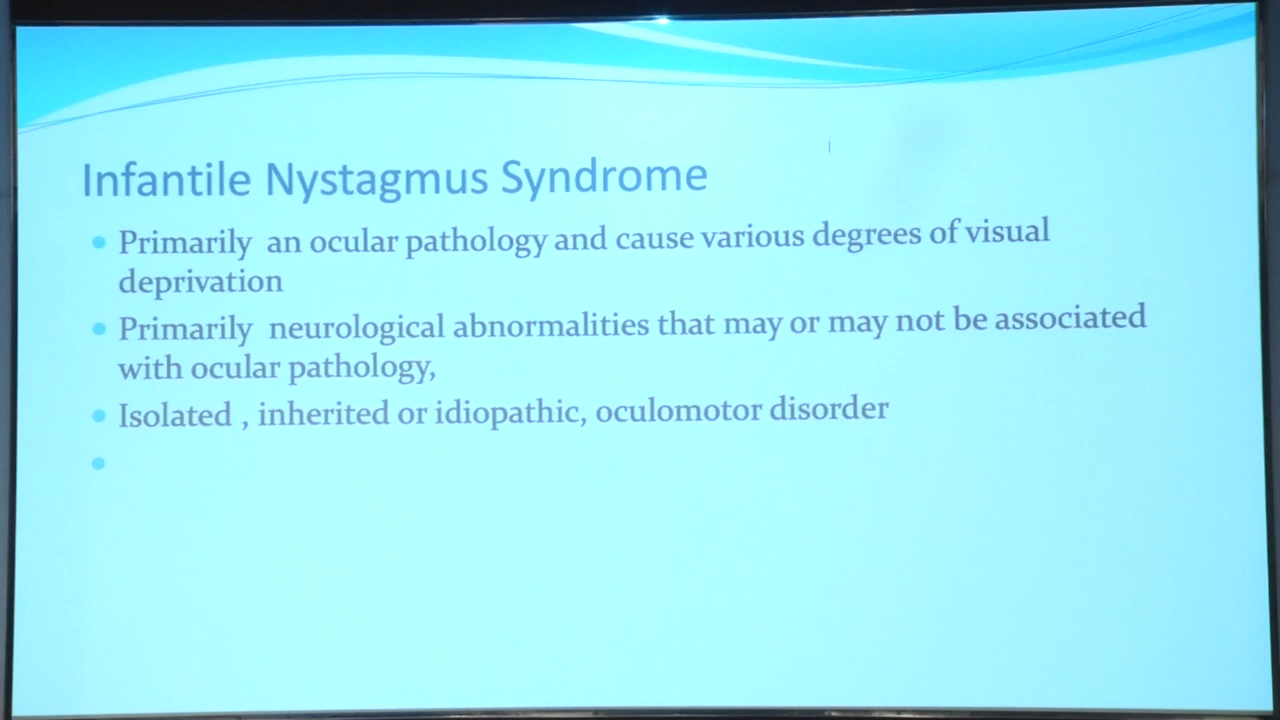 Infantile Nystagmus Syndrome
Primarily an ocular pathology and cause various degrees of visual
deprivation
Primarily neurological abnormalities that may or may not be associated
with ocular pathology,
Isolated , inherited or idiopathic, oculomotor disorder